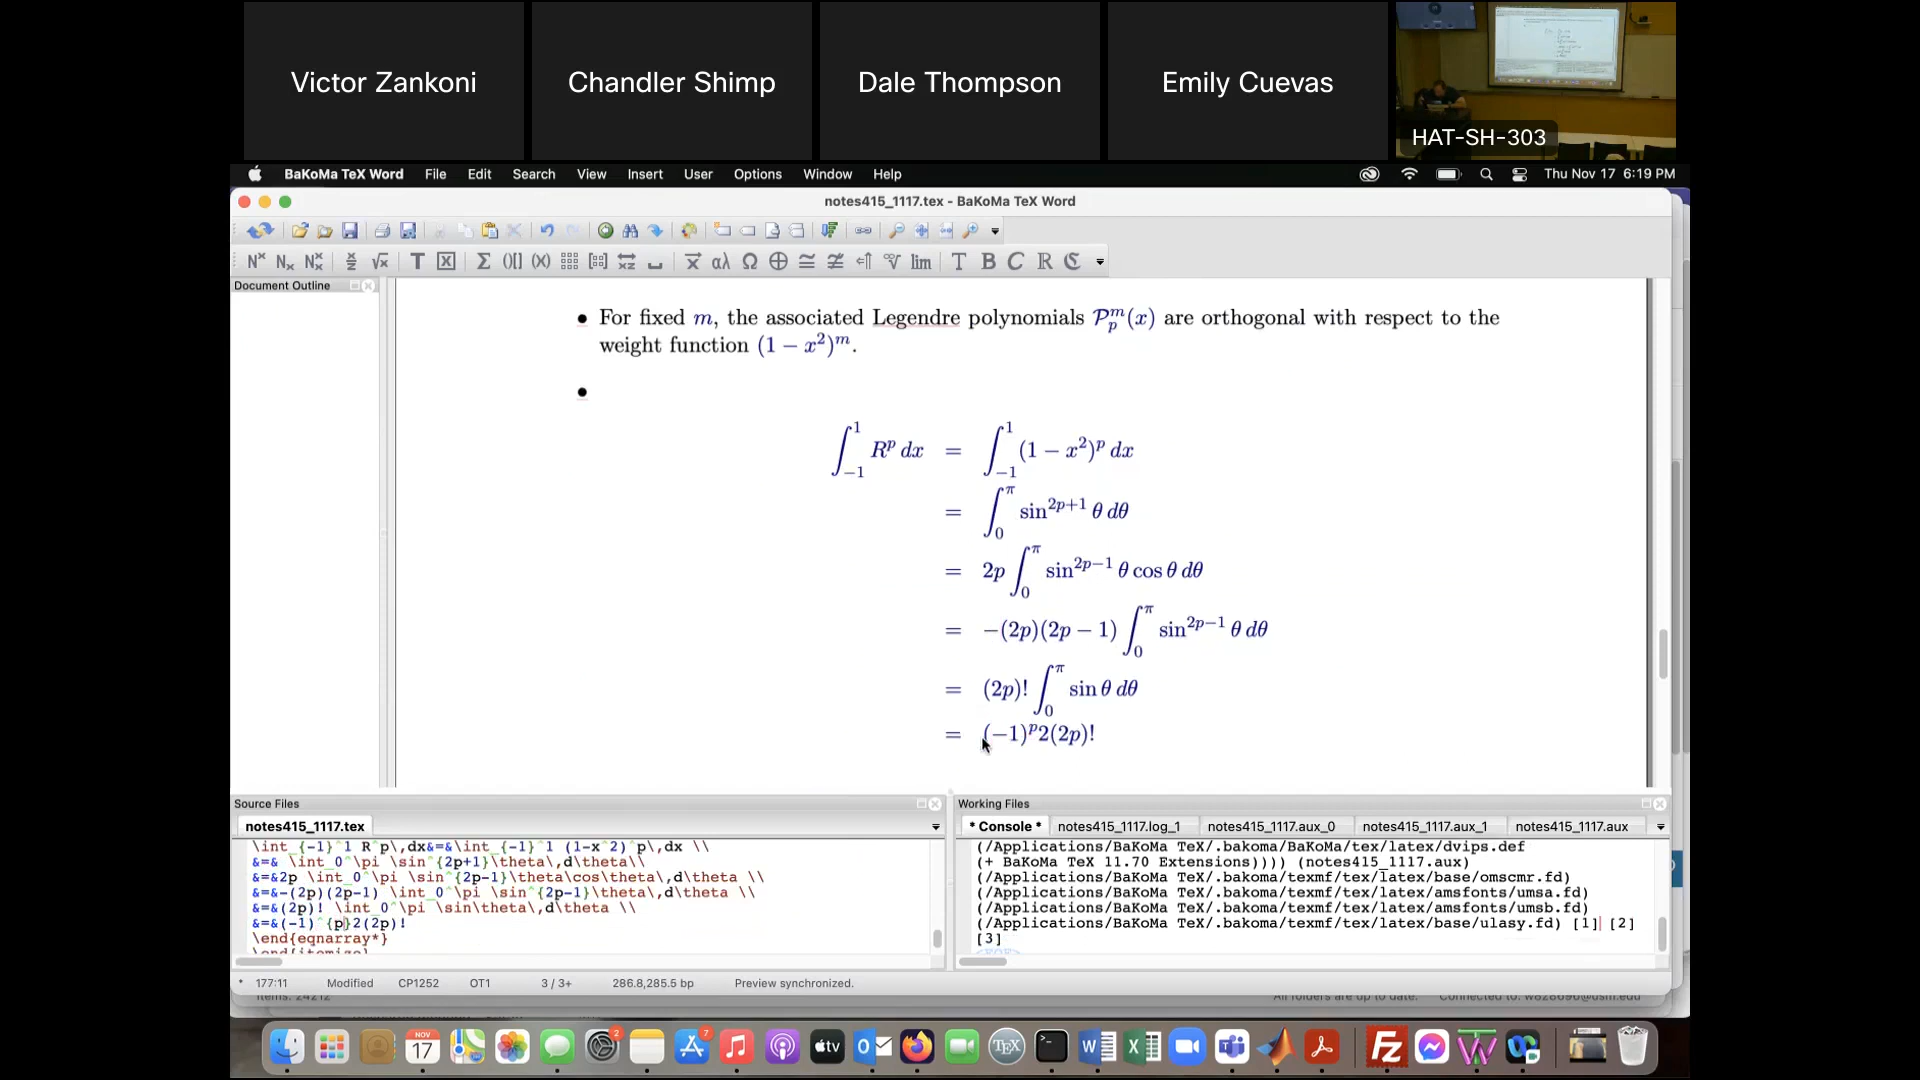 Victor Zankoni
Chandler Shimp
Dale Thompson
Emily Cuevas
HAT-SH-303
BaKoMa TeX Word File Edit Search View Insert Options User Window Help Thu Nov 17 6:19 PM
notes415_1117.tex - BaKoMa TeX Word
Document Outline
• For fixed m, the associated Legendre polynomials 𝒫_p^m(x) are orthogonal with respect to the
weight function (1 − x²)^m.
•
∫_{−1}^{1} R^p dx = ∫_{−1}^{1} (1 − x²)^p dx
= ∫_0^π sin^{2p+1} θ dθ
= 2p ∫_0^π sin^{2p−1} θ cos θ dθ
= −(2p)(2p − 1) ∫_0^π sin^{2p−1} θ dθ
= (2p)! ∫_0^π sin θ dθ
= (−1)^p 2(2p)!
Source Files
notes415_1117.tex
\int_{-1}^1 R^p\,dx&=&\int_{-1}^1 (1-x^2)^p\,dx \\
&=& \int_0^\pi \sin^{2p+1}\theta\,d\theta\\
&=&2p \int_0^\pi \sin^{2p-1}\theta\cos\theta\,d\theta \\
&=&-(2p)(2p-1) \int_0^\pi \sin^{2p-1}\theta\,d\theta \\
&=&(2p)! \int_0^\pi \sin\theta\,d\theta \\
&=&(-1)^{p}2(2p)!
\end{eqnarray*}
\end{itemize}
Working Files
* Console * notes415_1117.log_1 notes415_1117.aux_0 notes415_1117.aux_1 notes415_1117.aux
(/Applications/BaKoMa TeX/.bakoma/BaKoMa/tex/latex/dvips.def
(+ BaKoMa TeX 11.70 Extensions)))) (notes415_1117.aux)
(/Applications/BaKoMa TeX/.bakoma/texmf/tex/latex/base/omscmr.fd)
(/Applications/BaKoMa TeX/.bakoma/texmf/tex/latex/amsfonts/umsa.fd)
(/Applications/BaKoMa TeX/.bakoma/texmf/tex/latex/amsfonts/umsb.fd)
(/Applications/BaKoMa TeX/.bakoma/texmf/tex/latex/base/ulasy.fd) [1] [2]
[3]
* 177:11 Modified CP1252 OT1 3 / 3+ 286.8,285.5 bp Preview synchronized.